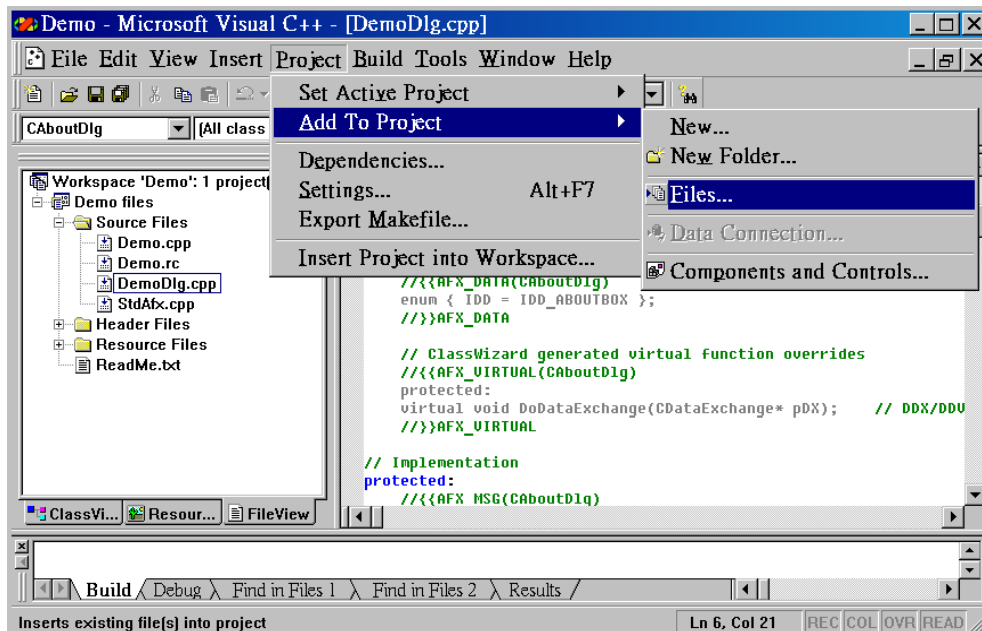 Demo - Microsoft Visual C++ - [DemoDlg.cpp]
File Edit View Insert Project Build Tools Window Help
CAboutDlg
(All class
Set Active Project
Add To Project
Dependencies...
Settings... Alt+F7
Export Makefile...
Insert Project into Workspace...
New...
New Folder...
Files...
Data Connection...
Components and Controls...
Workspace 'Demo': 1 project(
Demo files
Source Files
Demo.cpp
Demo.rc
DemoDlg.cpp
StdAfx.cpp
Header Files
Resource Files
ReadMe.txt
//{{AFX_DATA(CAboutDlg)
enum { IDD = IDD_ABOUTBOX };
//}}AFX_DATA
// ClassWizard generated virtual function overrides
//{{AFX_VIRTUAL(CAboutDlg)
protected:
virtual void DoDataExchange(CDataExchange* pDX); // DDX/DDV
//}}AFX_VIRTUAL
// Implementation
protected:
//{{AFX_MSG(CAboutDlg)
ClassVi... Resour... FileView
Build Debug Find in Files 1 Find in Files 2 Results
Inserts existing file(s) into project
Ln 6, Col 21 REC COL OVR READ